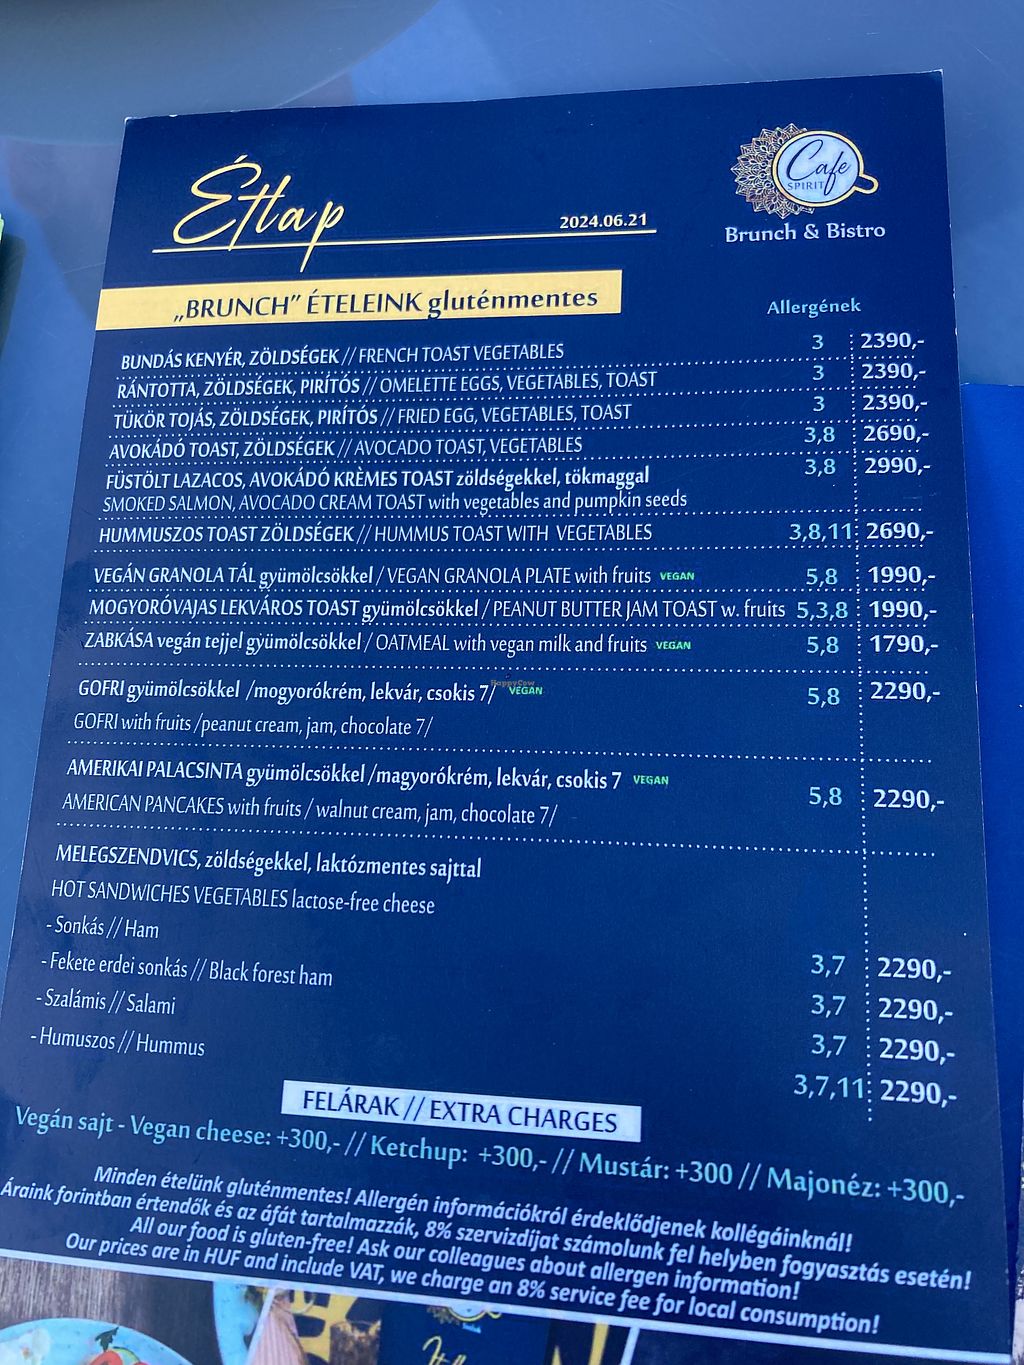 Étlap
2024.06.21
Cafe
SPIRIT
Brunch & Bistro
„BRUNCH” ÉTELEINK gluténmentes
Allergének
BUNDÁS KENYÉR, ZÖLDSÉGEK // FRENCH TOAST VEGETABLES 3 2390,-
RÁNTOTTA, ZÖLDSÉGEK, PIRÍTÓS // OMELETTE EGGS, VEGETABLES, TOAST 3 2390,-
TÜKÖR TOJÁS, ZÖLDSÉGEK, PIRÍTÓS // FRIED EGG, VEGETABLES, TOAST 3 2390,-
AVOKÁDÓ TOAST, ZÖLDSÉGEK // AVOCADO TOAST, VEGETABLES 3,8 2690,-
FÜSTÖLT LAZACOS, AVOKÁDÓ KRÈMES TOAST zöldségekkel, tökmaggal 3,8 2990,-
SMOKED SALMON, AVOCADO CREAM TOAST with vegetables and pumpkin seeds
HUMMUSZOS TOAST ZÖLDSÉGEK // HUMMUS TOAST WITH VEGETABLES 3,8,11 2690,-
VEGÁN GRANOLA TÁL gyümölcsökkel / VEGAN GRANOLA PLATE with fruits VEGAN 5,8 1990,-
MOGYORÓVAJAS LEKVÁROS TOAST gyümölcsökkel / PEANUT BUTTER JAM TOAST w. fruits 5,3,8 1990,-
ZABKÁSA vegán tejjel gyümölcsökkel / OATMEAL with vegan milk and fruits VEGAN 5,8 1790,-
GOFRI gyümölcsökkel /mogyorókrém, lekvár, csokis 7/ VEGAN 5,8 2290,-
HappyCow
GOFRI with fruits /peanut cream, jam, chocolate 7/
AMERIKAI PALACSINTA gyümölcsökkel /magyorókrém, lekvár, csokis 7 VEGAN 5,8 2290,-
AMERICAN PANCAKES with fruits / walnut cream, jam, chocolate 7/
MELEGSZENDVICS, zöldségekkel, laktózmentes sajttal
HOT SANDWICHES VEGETABLES lactose-free cheese
- Sonkás // Ham 3,7 2290,-
- Fekete erdei sonkás // Black forest ham 3,7 2290,-
- Szalámis // Salami 3,7 2290,-
- Humuszos // Hummus 3,7,11 2290,-
FELÁRAK // EXTRA CHARGES
Vegán sajt - Vegan cheese: +300,- // Ketchup: +300,- // Mustár: +300 // Majonéz: +300,-
Minden ételünk gluténmentes! Allergén információkról érdeklődjenek kollégáinknál!
Áraink forintban értendők és az áfát tartalmazzák, 8% szervizdíjat számolunk fel helyben fogyasztás esetén!
All our food is gluten-free! Ask our colleagues about allergen information!
Our prices are in HUF and include VAT, we charge an 8% service fee for local consumption!